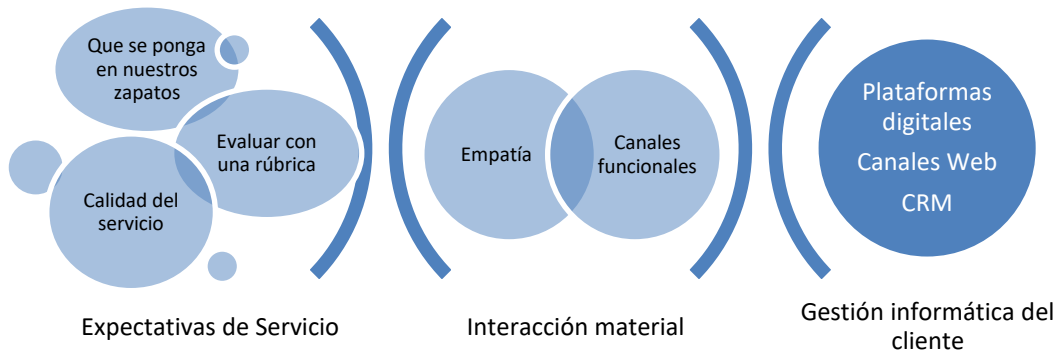 Que se ponga
en nuestros
zapatos
Evaluar con
una rúbrica
Calidad del
servicio
Expectativas de Servicio
Empatía
Canales
funcionales
Interacción material
Plataformas
digitales
Canales Web
CRM
Gestión informática del
cliente